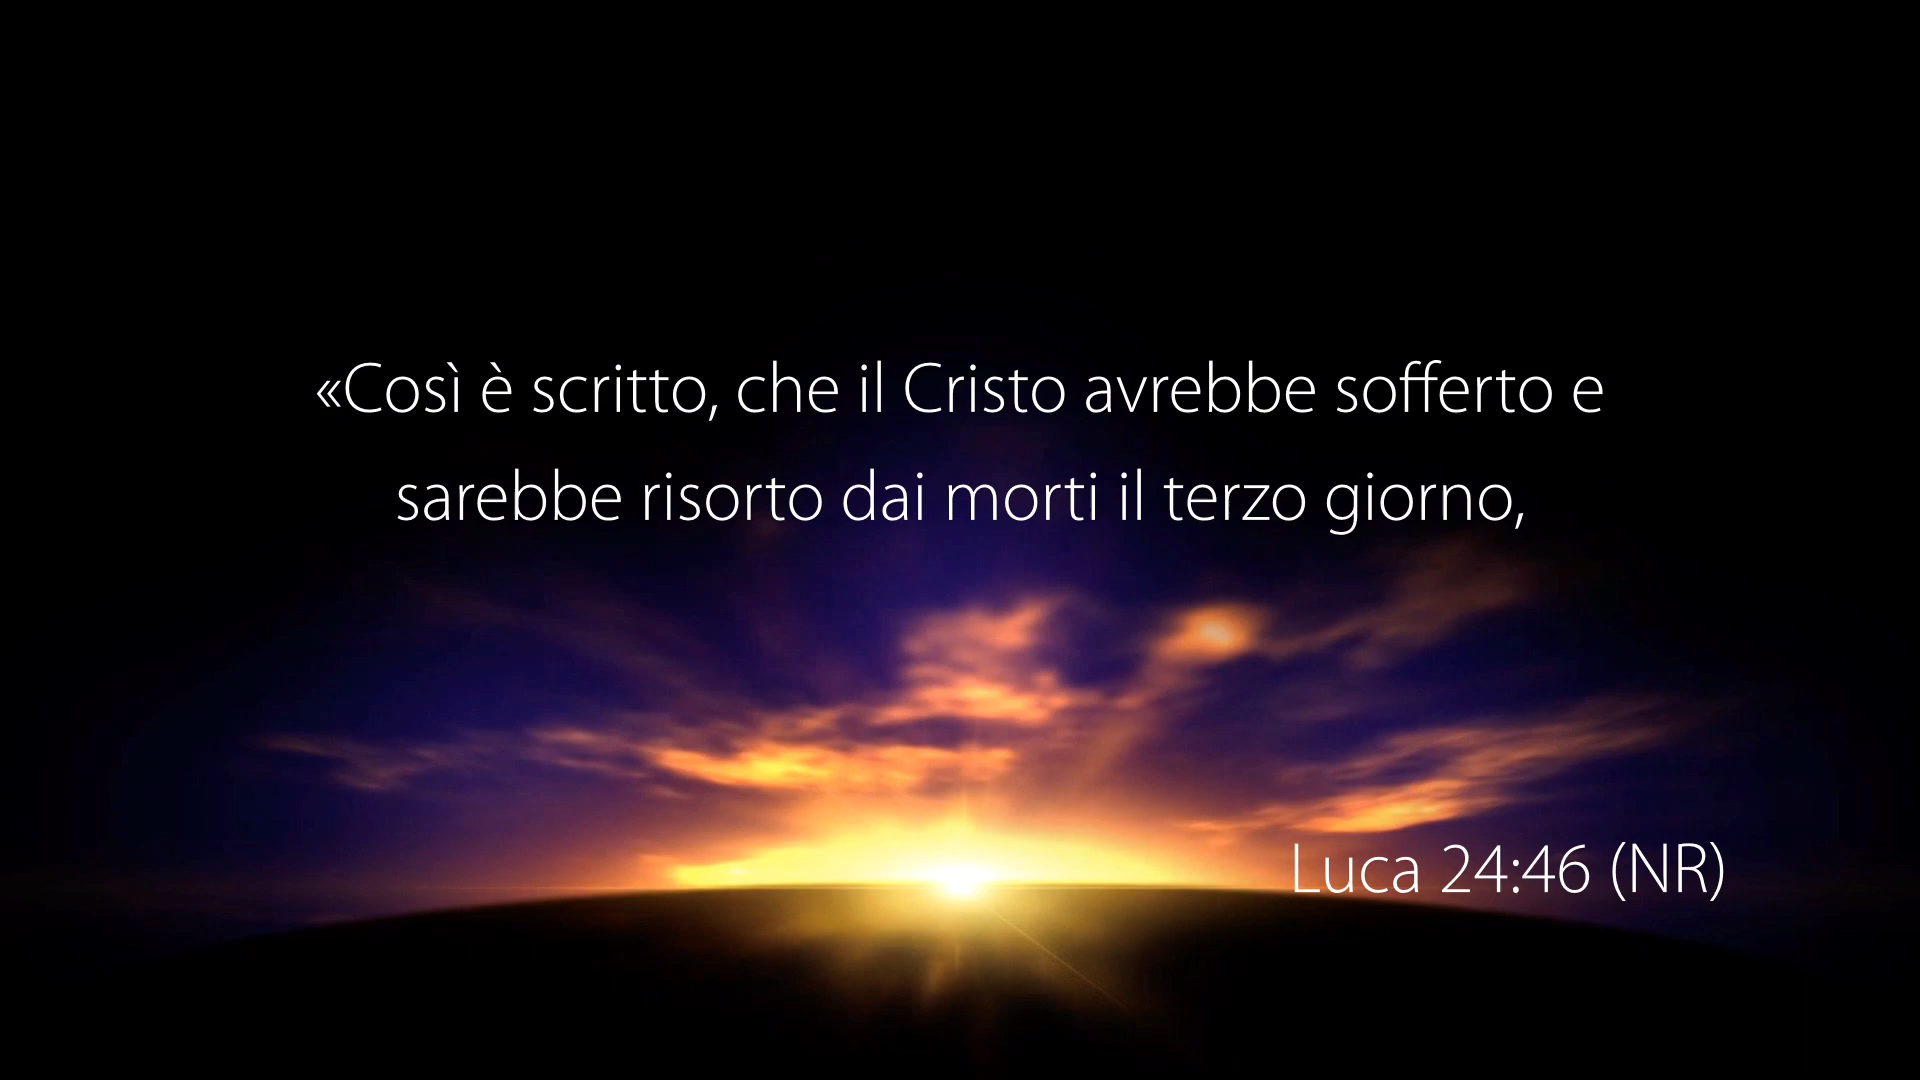 «Così è scritto, che il Cristo avrebbe sofferto e
sarebbe risorto dai morti il terzo giorno,
Luca 24:46 (NR)